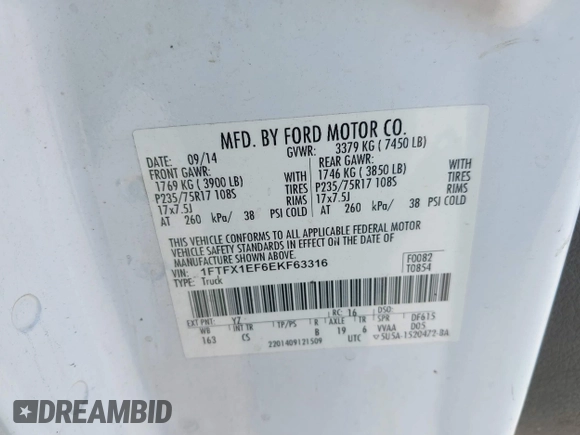 MFD. BY FORD MOTOR CO.
DATE: 09/14 GVWR: 3379 KG ( 7450 LB)
FRONT GAWR: REAR GAWR:
1769 KG ( 3900 LB) WITH 1746 KG ( 3850 LB) WITH
P235/75R17 108S TIRES P235/75R17 108S TIRES
17x7.5J RIMS 17x7.5J RIMS
AT 260 kPa/ 38 PSI COLD AT 260 kPa/ 38 PSI COLD
THIS VEHICLE CONFORMS TO ALL APPLICABLE FEDERAL MOTOR
VEHICLE SAFETY STANDARDS IN EFFECT ON THE DATE OF
MANUFACTURE SHOWN ABOVE.
VIN: 1FTFX1EF6EKF63316 F0082
TYPE: Truck T0854
EXT PNT: YZ RC: 16 DSO:
WB INT TR TP/PS R AXLE TR SPR DF615
163 CS B 19 6 VYAA D05
2201409121509 UTC 5U5A-1520472-BA
DREAMBID